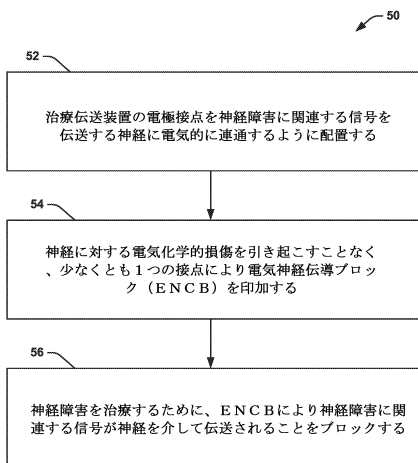 50
52
治療伝送装置の電極接点を神経障害に関連する信号を
伝送する神経に電気的に連通するように配置する
54
神経に対する電気化学的損傷を引き起こすことなく
、少なくとも１つの接点により電気神経伝導ブロッ
ク（ＥＮＣＢ）を印加する
56
神経障害を治療するために、ＥＮＣＢにより神経障害に関
連する信号が神経を介して伝送されることをブロックする